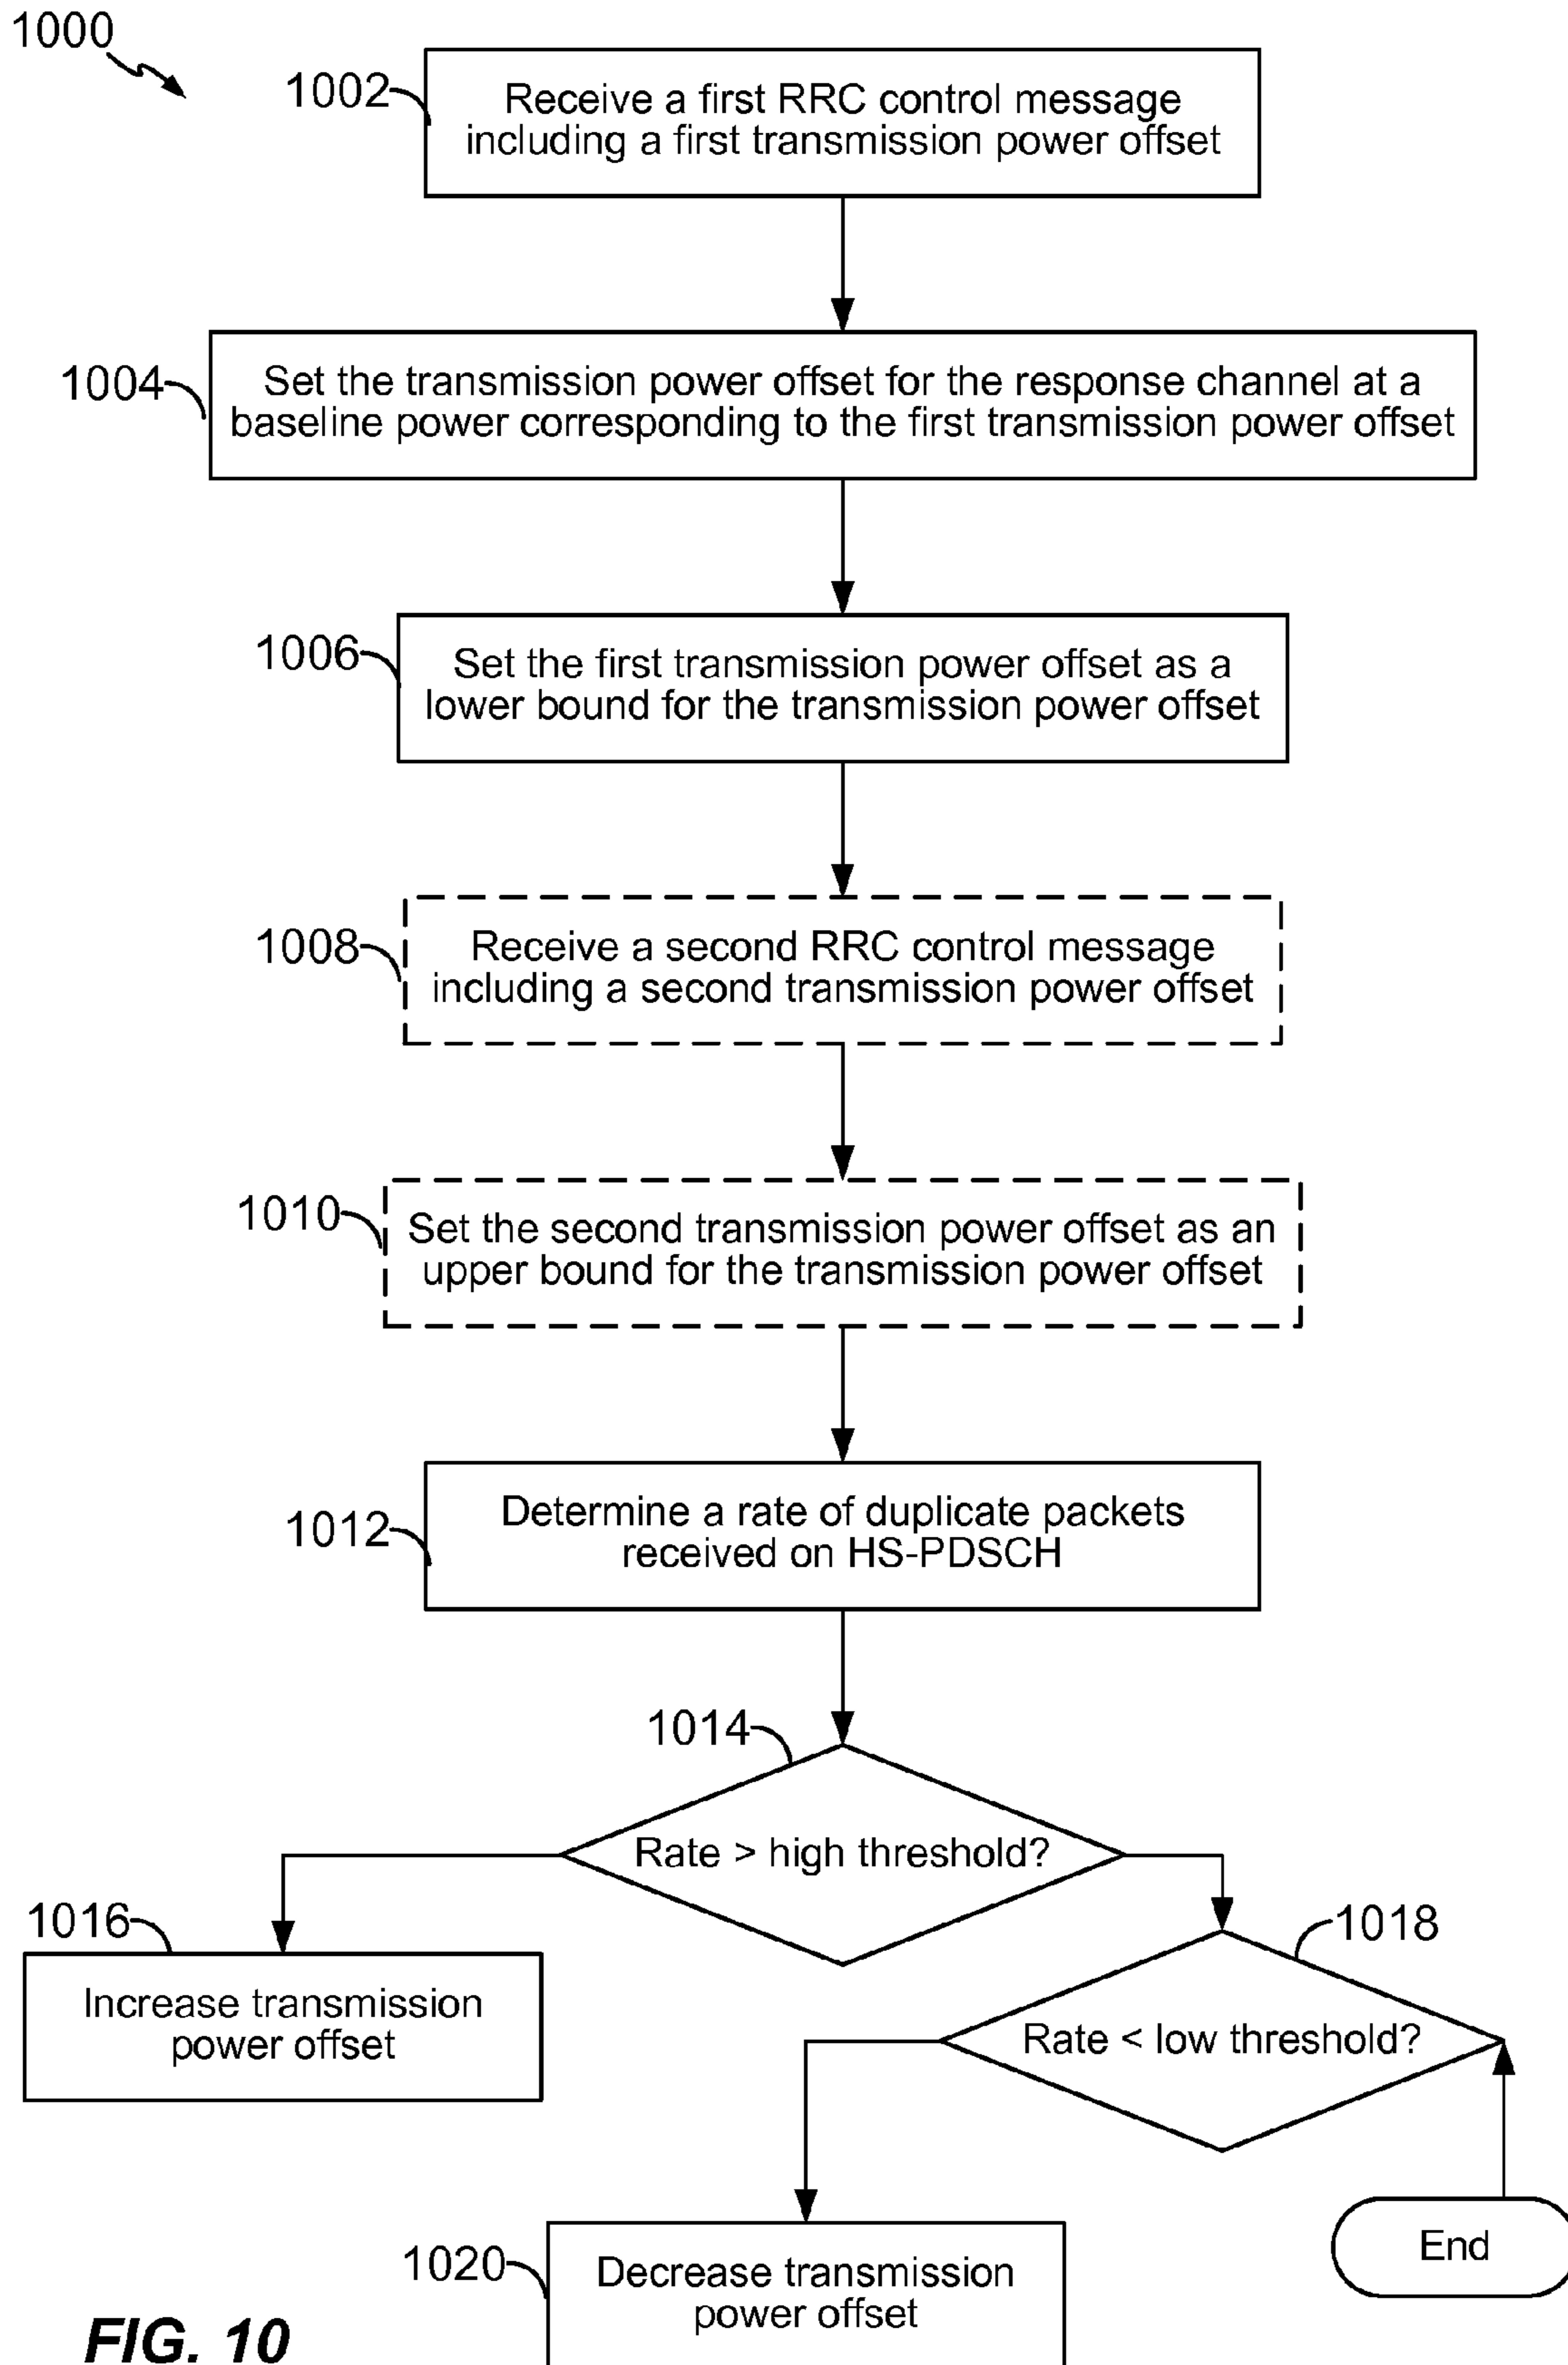 1000
1002
Receive a first RRC control message
including a first transmission power offset
1004
Set the transmission power offset for the response channel at a
baseline power corresponding to the first transmission power offset
1006
Set the first transmission power offset as a
lower bound for the transmission power offset
1008
Receive a second RRC control message
including a second transmission power offset
1010
Set the second transmission power offset as an
upper bound for the transmission power offset
1012
Determine a rate of duplicate packets
received on HS-PDSCH
1014
Rate > high threshold?
1016
Increase transmission
power offset
1018
Rate < low threshold?
End
1020
Decrease transmission
power offset
FIG. 10